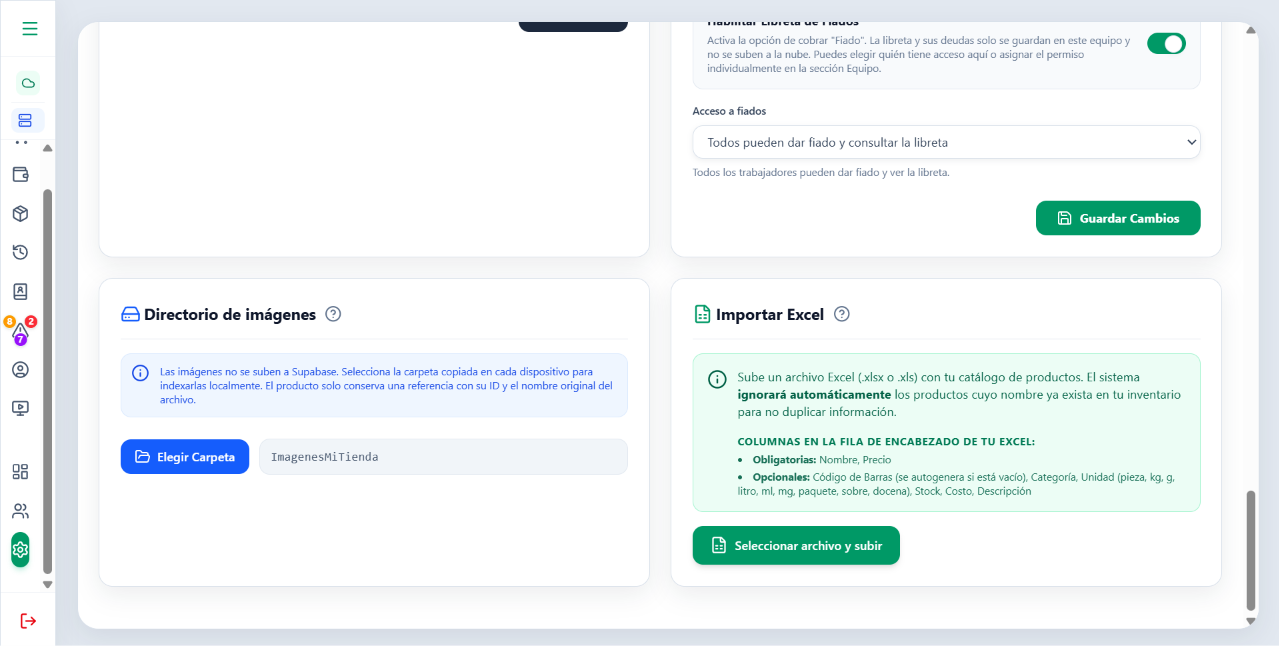 Habilitar Libreta de Fiados
Activa la opción de cobrar "Fiado". La libreta y sus deudas solo se guardan en este equipo y
no se suben a la nube. Puedes elegir quién tiene acceso aquí o asignar el permiso
individualmente en la sección Equipo.
Acceso a fiados
Todos pueden dar fiado y consultar la libreta
Todos los trabajadores pueden dar fiado y ver la libreta.
Guardar Cambios
8
2
7
Directorio de imágenes
Las imágenes no se suben a Supabase. Selecciona la carpeta copiada en cada dispositivo para
indexarlas localmente. El producto solo conserva una referencia con su ID y el nombre original del
archivo.
Elegir Carpeta
ImagenesMiTienda
Importar Excel
Sube un archivo Excel (.xlsx o .xls) con tu catálogo de productos. El sistema
ignorará automáticamente los productos cuyo nombre ya exista en tu inventario
para no duplicar información.
COLUMNAS EN LA FILA DE ENCABEZADO DE TU EXCEL:
• Obligatorias: Nombre, Precio
• Opcionales: Código de Barras (se autogenera si está vacío), Categoría, Unidad (pieza, kg, g,
litro, ml, mg, paquete, sobre, docena), Stock, Costo, Descripción
Seleccionar archivo y subir